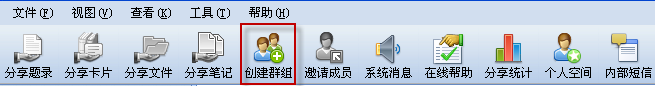 文件(F) 视图(V) 查看(K) 工具(T) 帮助(H)
分享题录 分享卡片 分享文件 分享笔记 创建群组 邀请成员 系统消息 在线帮助 分享统计 个人空间 内部短信